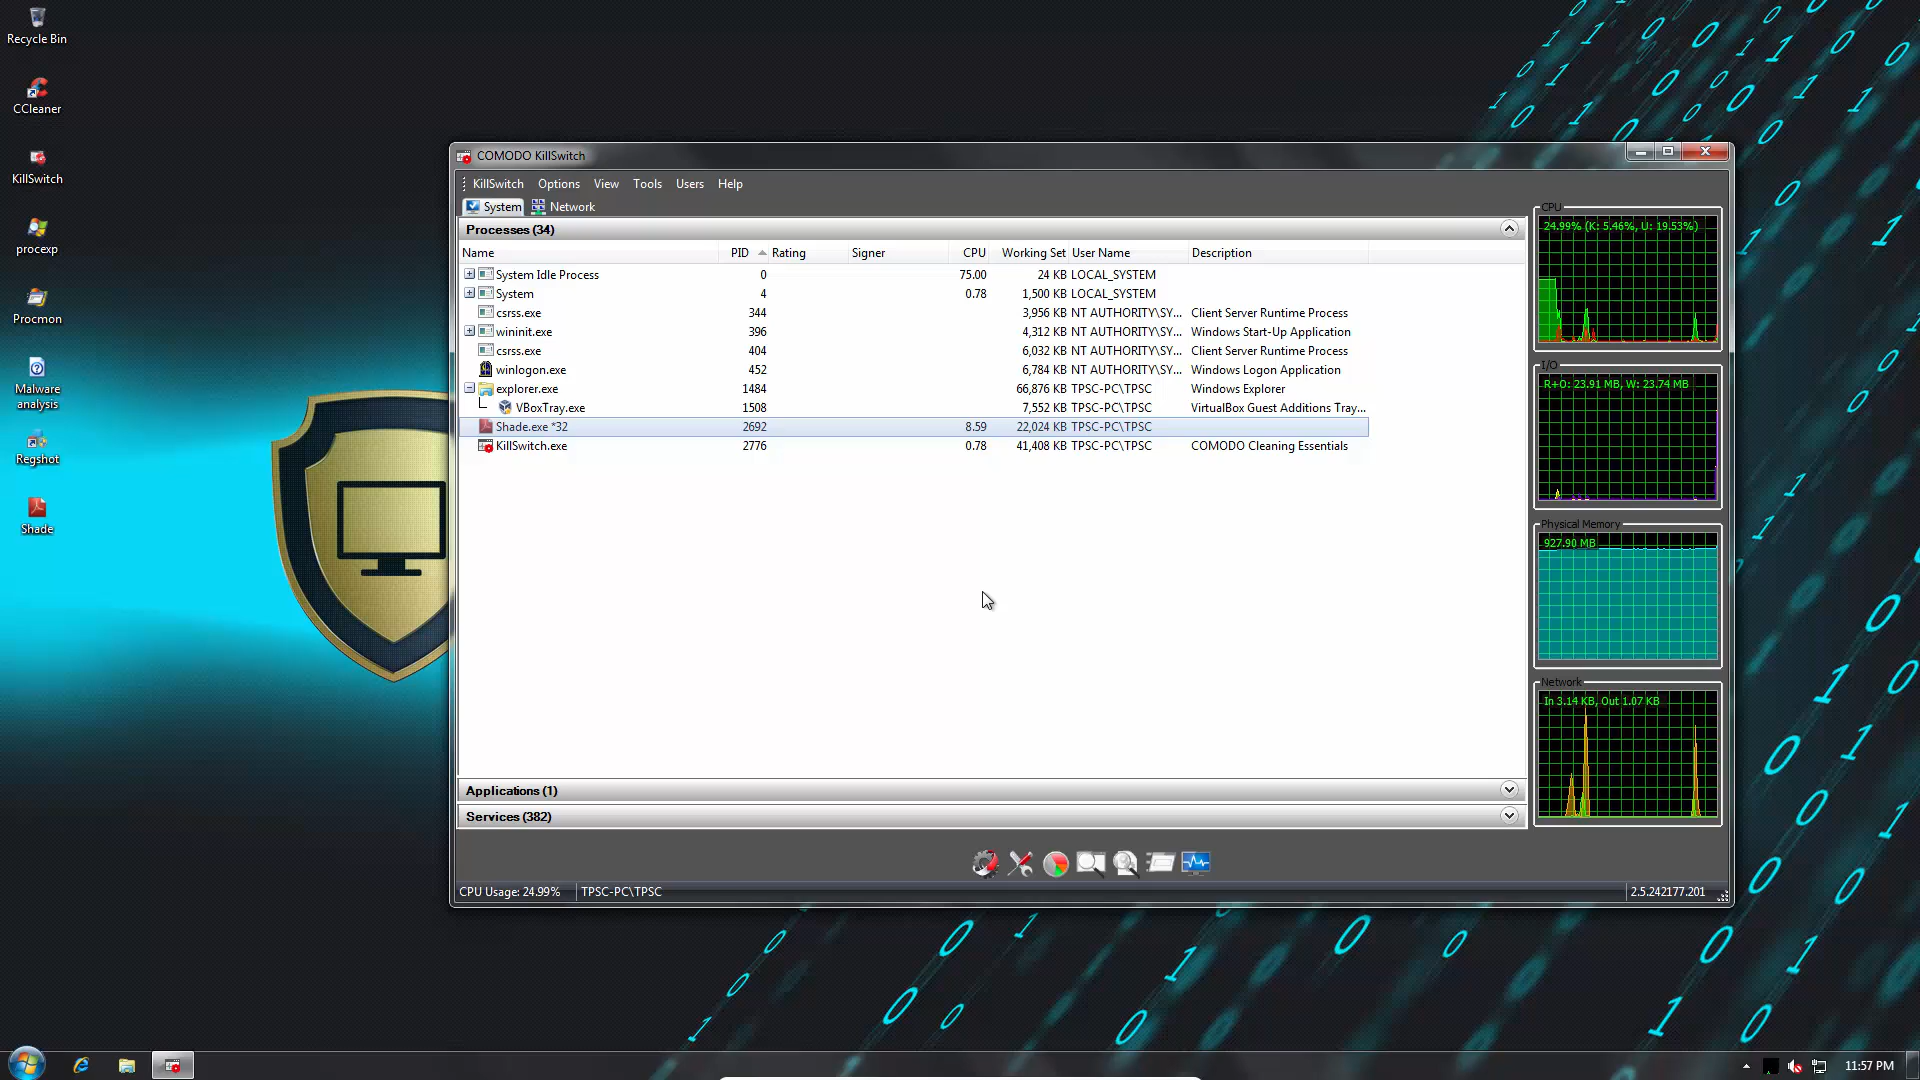 Recycle Bin
CCleaner
KillSwitch
procexp
Procmon
Malware
analysis
Regshot
Shade
COMODO KillSwitch
KillSwitch Options View Tools Users Help
System Network
Processes (34)
Name PID Rating Signer CPU Working Set User Name Description
System Idle Process 0 75.00 24 KB LOCAL_SYSTEM
System 4 0.78 1,500 KB LOCAL_SYSTEM
csrss.exe 344 3,956 KB NT AUTHORITY\SY... Client Server Runtime Process
wininit.exe 396 4,312 KB NT AUTHORITY\SY... Windows Start-Up Application
csrss.exe 404 6,032 KB NT AUTHORITY\SY... Client Server Runtime Process
winlogon.exe 452 6,784 KB NT AUTHORITY\SY... Windows Logon Application
explorer.exe 1484 66,876 KB TPSC-PC\TPSC Windows Explorer
VBoxTray.exe 1508 7,552 KB TPSC-PC\TPSC VirtualBox Guest Additions Tray...
Shade.exe *32 2692 8.59 22,024 KB TPSC-PC\TPSC
KillSwitch.exe 2776 0.78 41,408 KB TPSC-PC\TPSC COMODO Cleaning Essentials
Applications (1)
Services (382)
CPU
24.99% (K: 5.46%, U: 19.53%)
I/O
R+O: 23.91 MB, W: 23.74 MB
Physical Memory
927.90 MB
Network
In 3.14 KB, Out 1.07 KB
CPU Usage: 24.99% TPSC-PC\TPSC 2.5.242177.201
11:57 PM